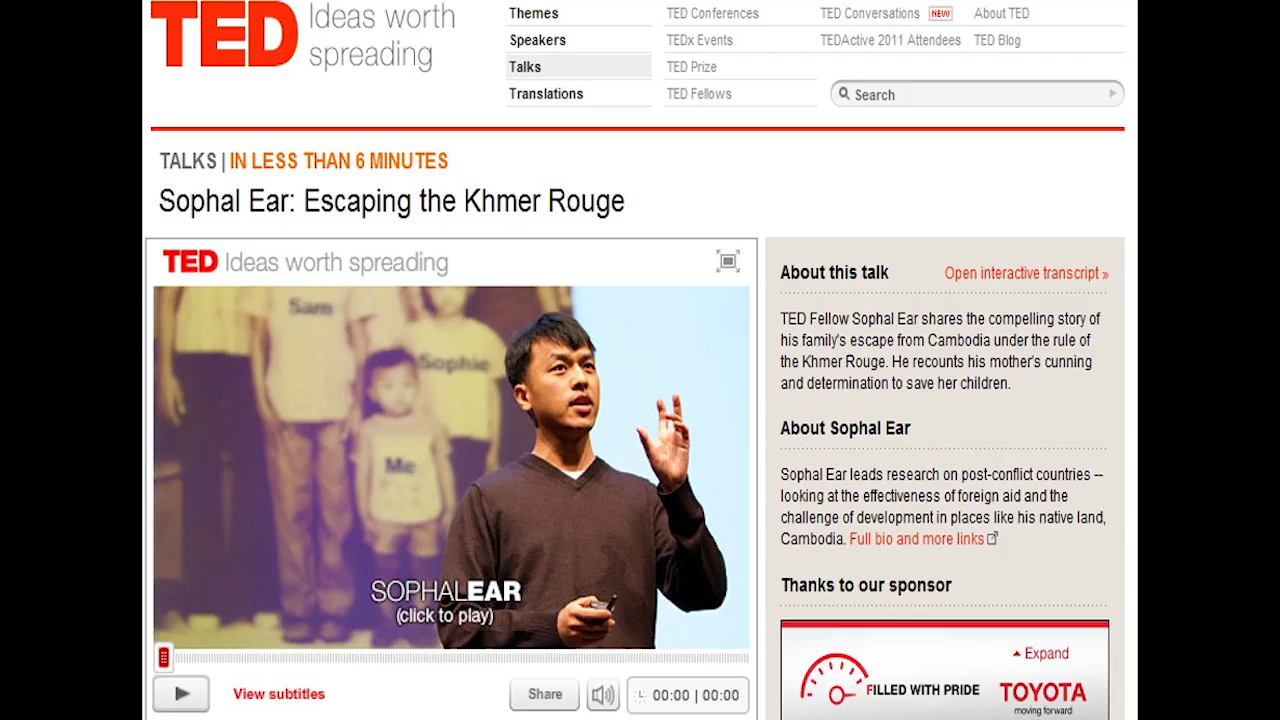 TED Ideas worth spreading
Themes
Speakers
Talks
Translations
TED Conferences
TEDx Events
TED Prize
TED Fellows
TED Conversations NEW
TEDActive 2011 Attendees
About TED
TED Blog
Search
TALKS | IN LESS THAN 6 MINUTES
Sophal Ear: Escaping the Khmer Rouge
TED Ideas worth spreading
Sam
Sophie
Me
SOPHALEAR
(click to play)
View subtitles
Share
00:00 | 00:00
About this talk
Open interactive transcript »
TED Fellow Sophal Ear shares the compelling story of
his family's escape from Cambodia under the rule of
the Khmer Rouge. He recounts his mother's cunning
and determination to save her children.
About Sophal Ear
Sophal Ear leads research on post-conflict countries --
looking at the effectiveness of foreign aid and the
challenge of development in places like his native land,
Cambodia. Full bio and more links
Thanks to our sponsor
Expand
FILLED WITH PRIDE
TOYOTA
moving forward